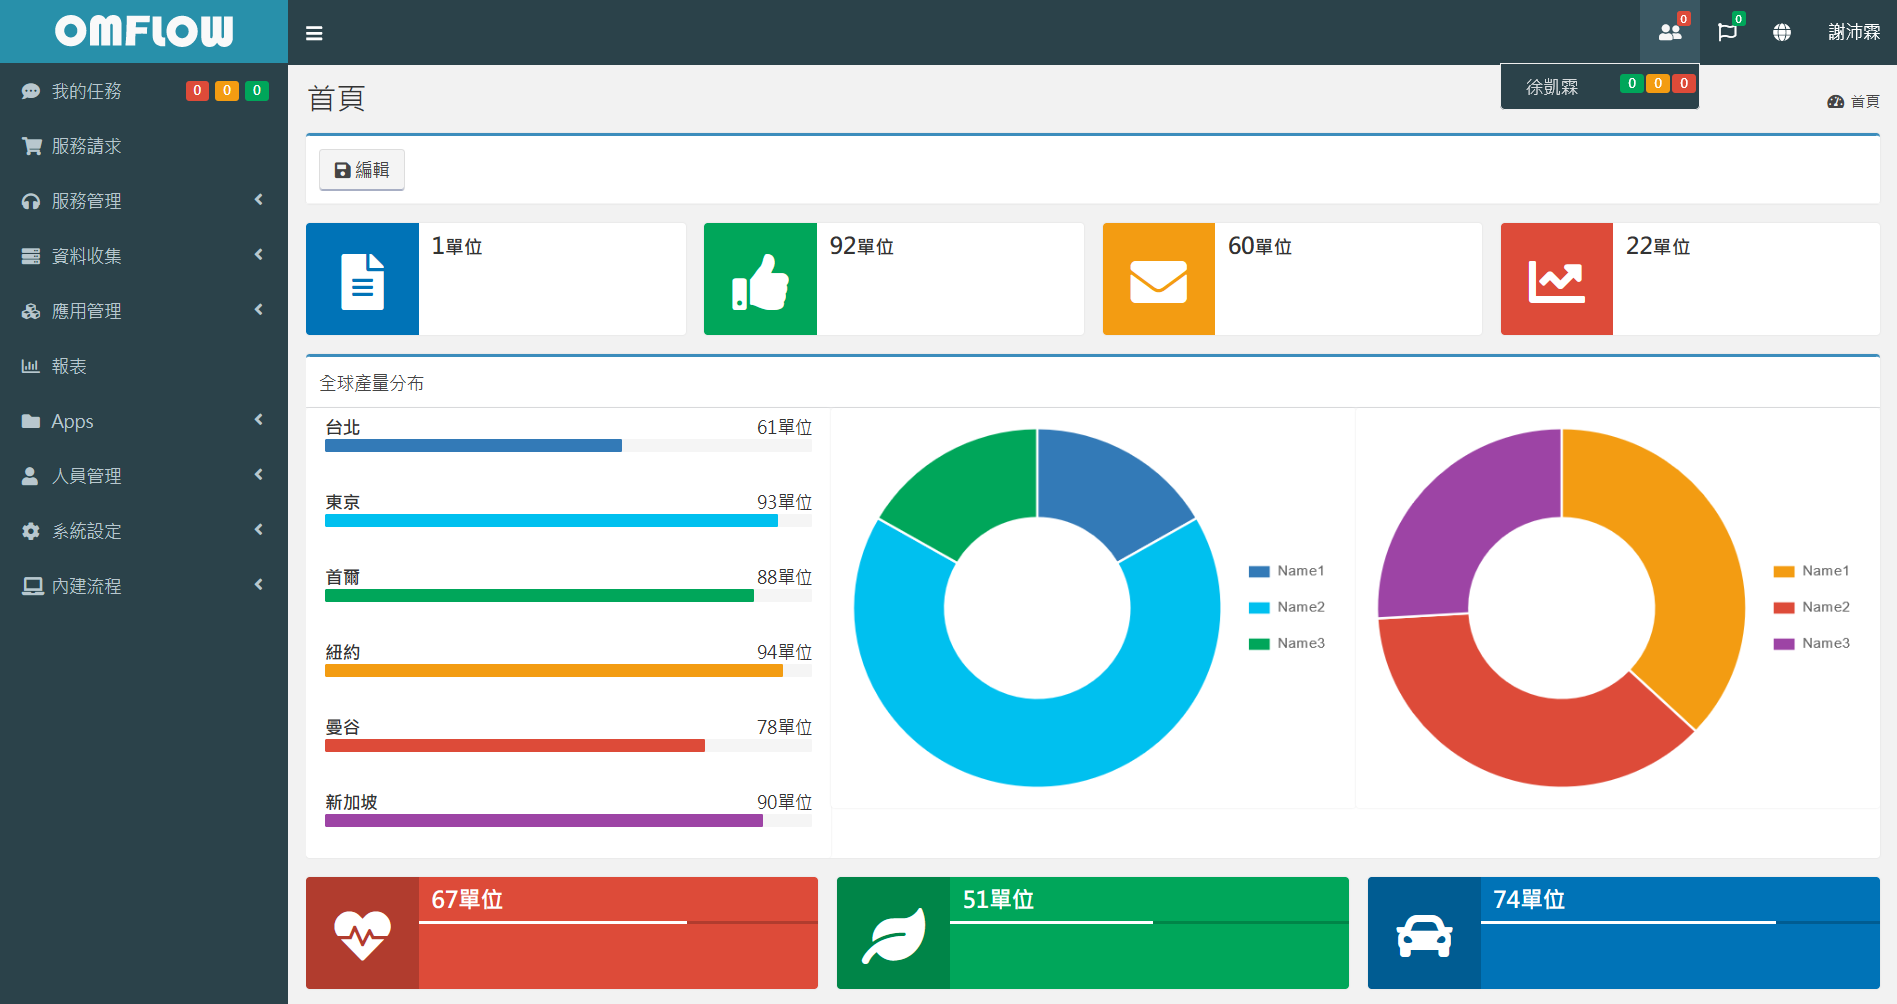 OMFLOW
0
0
謝沛霖
徐凱霖 0 0 0
我的任務 0 0 0
服務請求
服務管理
資料收集
應用管理
報表
Apps
人員管理
系統設定
內建流程
首頁
首頁
編輯
1單位
92單位
60單位
22單位
全球產量分布
台北 61單位
東京 93單位
首爾 88單位
紐約 94單位
曼谷 78單位
新加坡 90單位
Name1
Name2
Name3
Name1
Name2
Name3
67單位
51單位
74單位